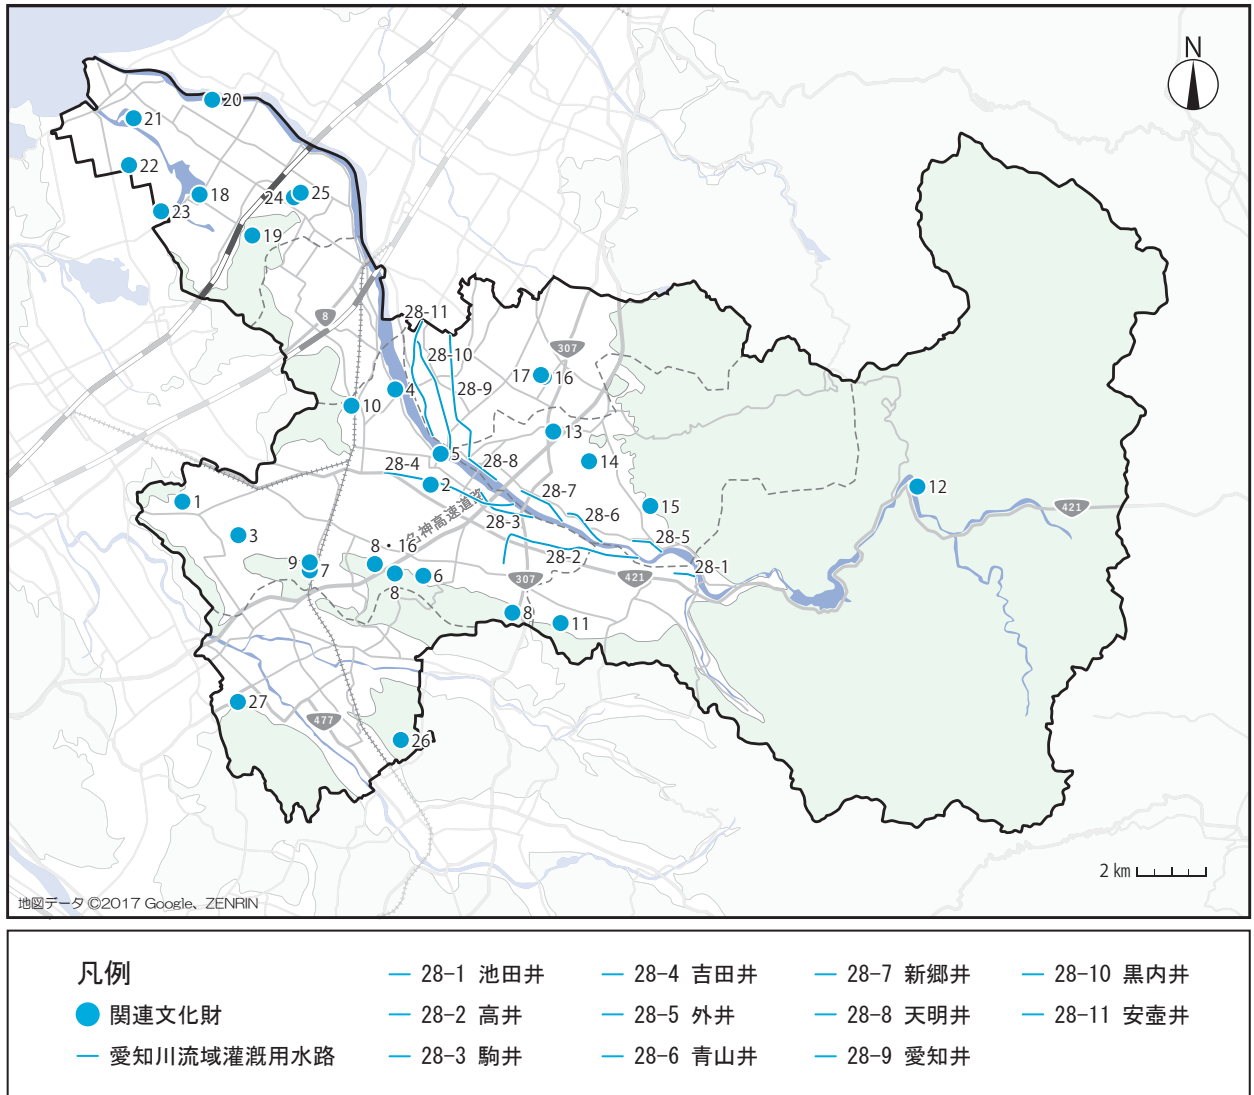 N
20
21
22
18
24
25
23
19
8
28-11
307
28-10
17
16
28-9
4
10
13
5
28-8
14
28-4
2
12
1
28-7
15
421
名神高速道路
28-3
28-6
3
28-5
8・16
28-2
9
7
28-1
6
8
307
421
8
11
27
477
26
2 km
地図データ ©2017 Google、ZENRIN
凡例
関連文化財
愛知川流域灌漑用水路
28-1 池田井
28-2 高井
28-3 駒井
28-4 吉田井
28-5 外井
28-6 青山井
28-7 新郷井
28-8 天明井
28-9 愛知井
28-10 黒内井
28-11 安壺井